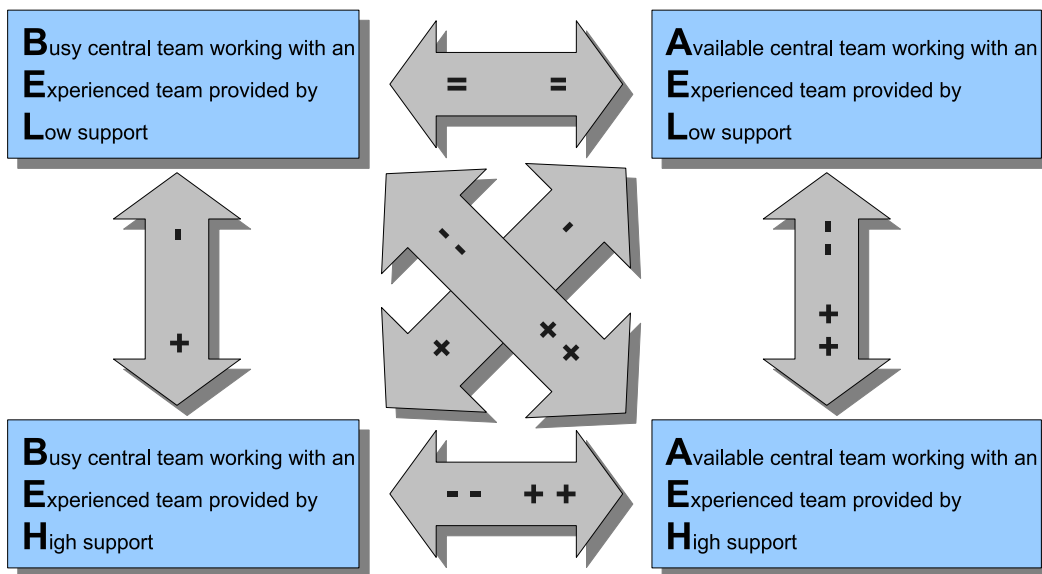 Busy central team working with an
Experienced team provided by
Low support
= =
Available central team working with an
Experienced team provided by
Low support
-
+
- -
+ +
-
+
- -
+ +
Busy central team working with an
Experienced team provided by
High support
- - + +
Available central team working with an
Experienced team provided by
High support